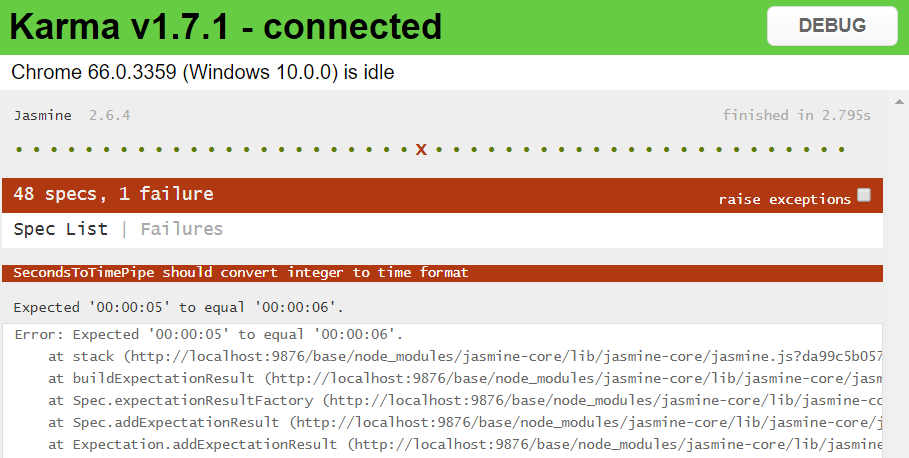 Karma v1.7.1 - connected
DEBUG
Chrome 66.0.3359 (Windows 10.0.0) is idle
Jasmine 2.6.4 finished in 2.795s
• • • • • • • • • • • • • • • • • • • • • • • x • • • • • • • • • • • • • • • • • • • • • • • •
48 specs, 1 failure raise exceptions
Spec List | Failures
SecondsToTimePipe should convert integer to time format
Expected '00:00:05' to equal '00:00:06'.
Error: Expected '00:00:05' to equal '00:00:06'.
at stack (http://localhost:9876/base/node_modules/jasmine-core/lib/jasmine-core/jasmine.js?da99c5b057
at buildExpectationResult (http://localhost:9876/base/node_modules/jasmine-core/lib/jasmine-core/jasm
at Spec.expectationResultFactory (http://localhost:9876/base/node_modules/jasmine-core/lib/jasmine-co
at Spec.addExpectationResult (http://localhost:9876/base/node_modules/jasmine-core/lib/jasmine-core/j
at Expectation.addExpectationResult (http://localhost:9876/base/node_modules/jasmine-core/lib/jasmine